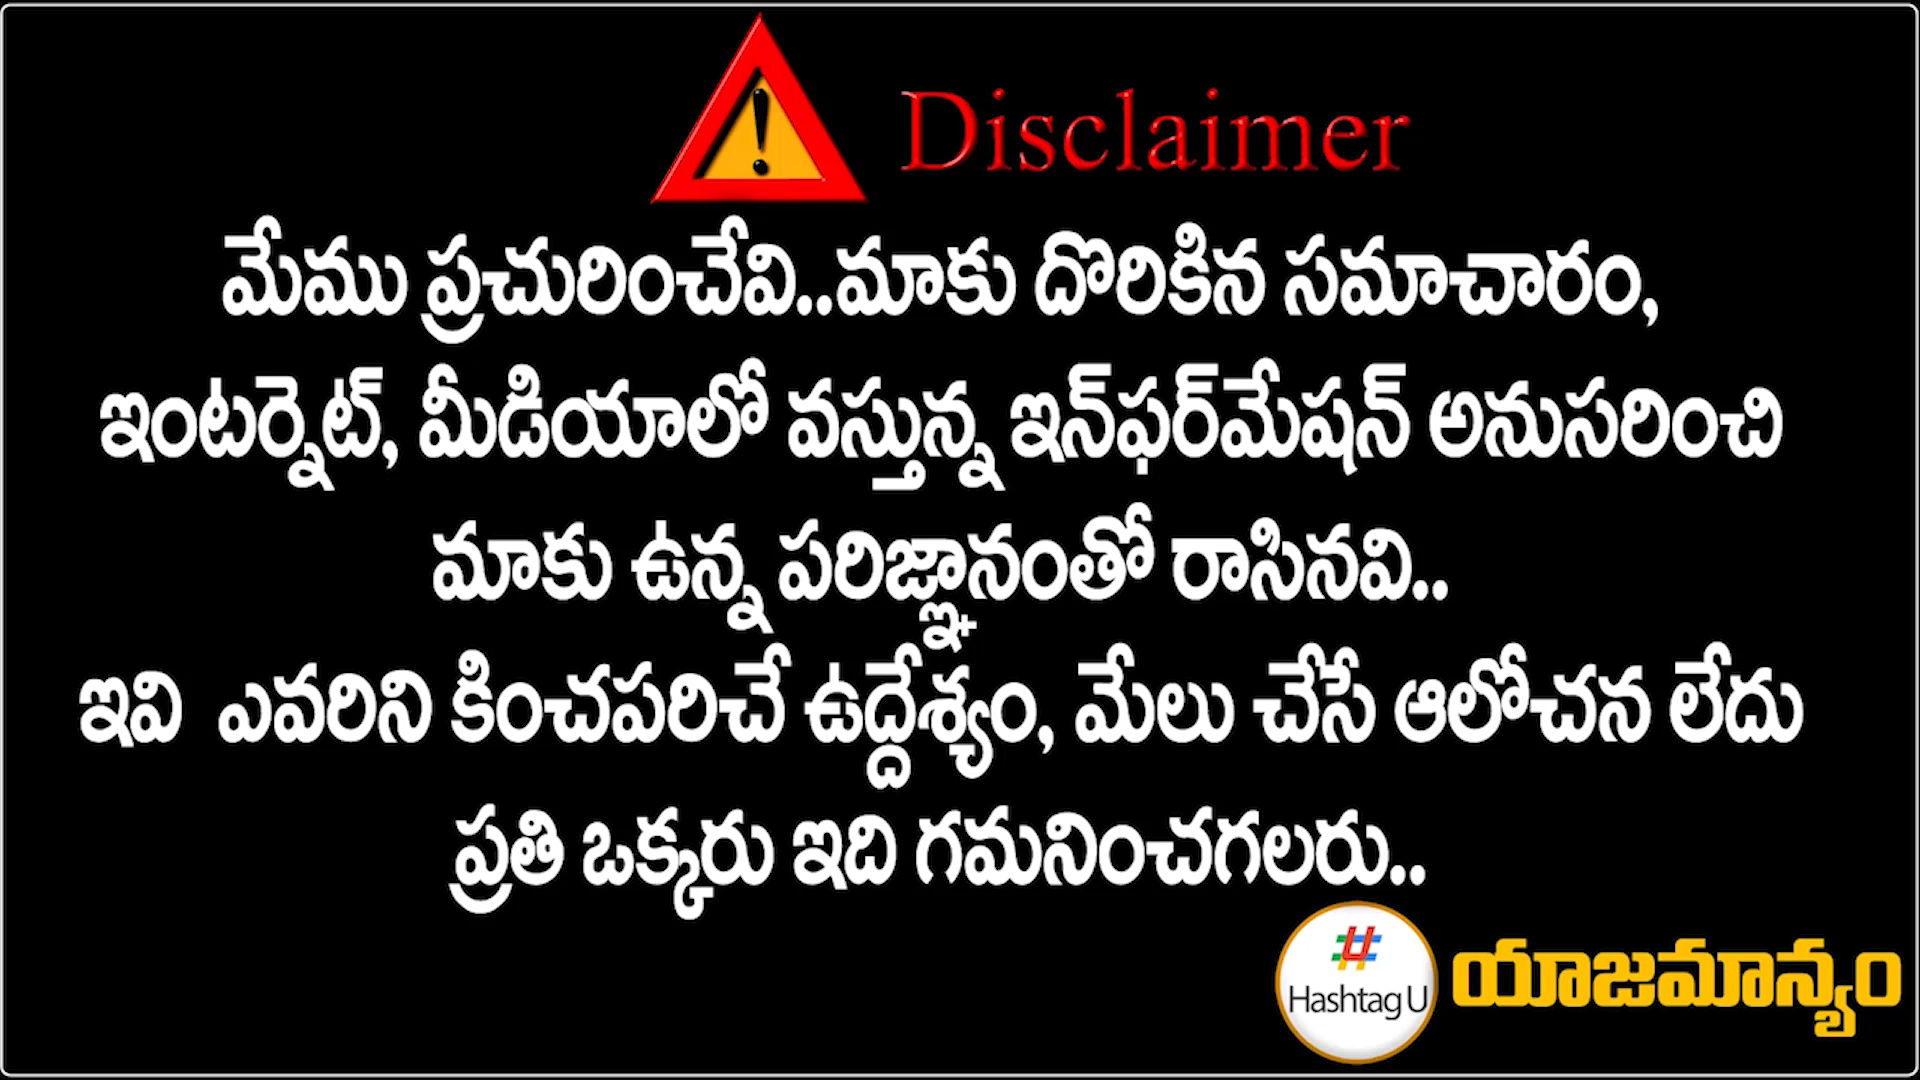 Disclaimer
మేము ప్రచురించేవి..మాకు దొరికిన సమాచారం,
ఇంటర్నెట్, మీడియాలో వస్తున్న ఇన్‌ఫర్‌మేషన్ అనుసరించి
మాకు ఉన్న పరిజ్ఞానంతో రాసినవి..
ఇవి ఎవరిని కించపరిచే ఉద్దేశ్యం, మేలు చేసే ఆలోచన లేదు
ప్రతి ఒక్కరు ఇది గమనించగలరు..
#
Hashtag U
యాజమాన్యం